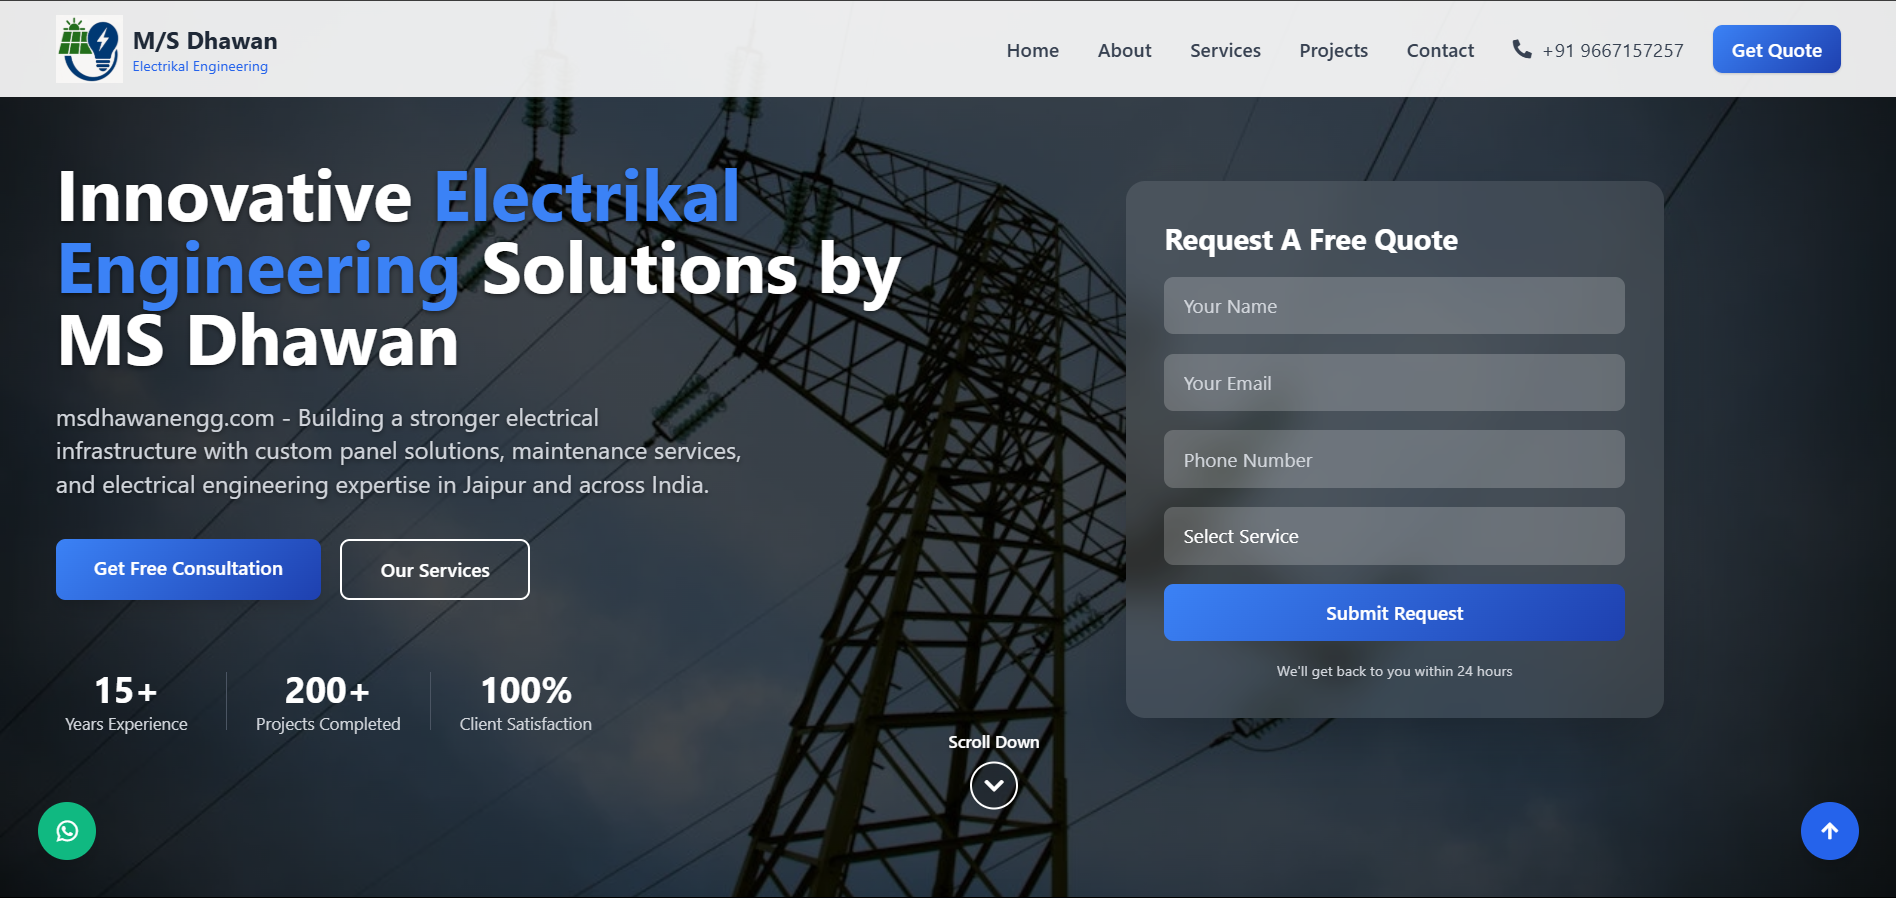 M/S Dhawan
Electrikal Engineering
Home
About
Services
Projects
Contact
+91 9667157257
Get Quote
Innovative Electrikal
Engineering Solutions by
MS Dhawan
msdhawanengg.com - Building a stronger electrical
infrastructure with custom panel solutions, maintenance services,
and electrical engineering expertise in Jaipur and across India.
Get Free Consultation
Our Services
15+
Years Experience
200+
Projects Completed
100%
Client Satisfaction
Request A Free Quote
Your Name
Your Email
Phone Number
Select Service
Submit Request
We'll get back to you within 24 hours
Scroll Down